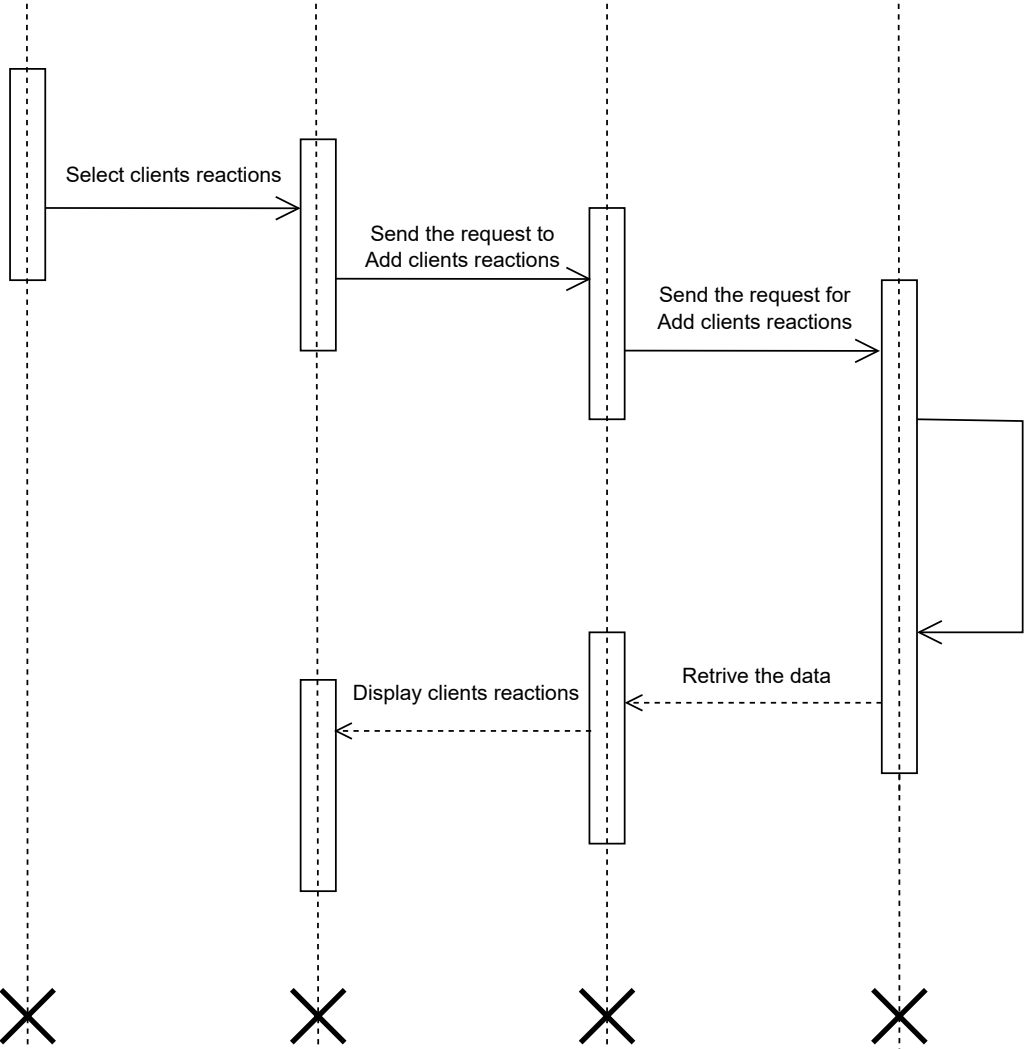 Select clients reactions
Send the request to
Add clients reactions
Send the request for
Add clients reactions
Retrive the data
Display clients reactions